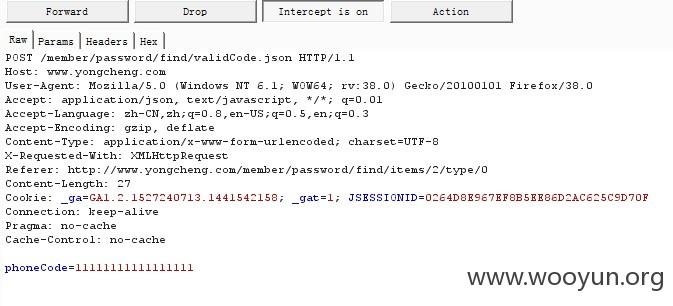 Forward Drop Intercept is on Action
Raw Params Headers Hex
POST /member/password/find/validCode.json HTTP/1.1
Host: www.yongcheng.com
User-Agent: Mozilla/5.0 (Windows NT 6.1; WOW64; rv:38.0) Gecko/20100101 Firefox/38.0
Accept: application/json, text/javascript, */*; q=0.01
Accept-Language: zh-CN,zh;q=0.8,en-US;q=0.5,en;q=0.3
Accept-Encoding: gzip, deflate
Content-Type: application/x-www-form-urlencoded; charset=UTF-8
X-Requested-With: XMLHttpRequest
Referer: http://www.yongcheng.com/member/password/find/items/2/type/0
Content-Length: 27
Cookie: _ga=GA1.2.1527240713.1441542158; _gat=1; JSESSIONID=0264D8E967EF8B5EE86D2AC625C9D70F
Connection: keep-alive
Pragma: no-cache
Cache-Control: no-cache
phoneCode=11111111111111111
www.wooyun.org